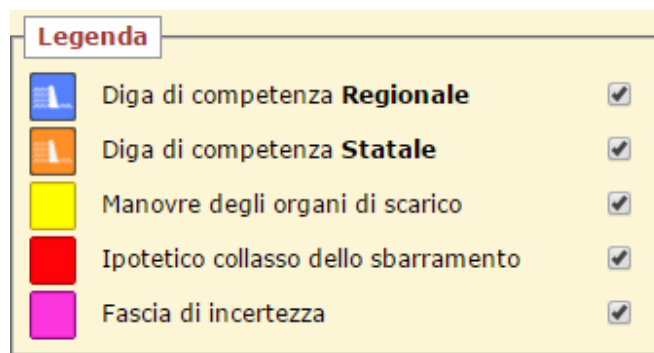 Legenda
Diga di competenza Regionale
Diga di competenza Statale
Manovre degli organi di scarico
Ipotetico collasso dello sbarramento
Fascia di incertezza